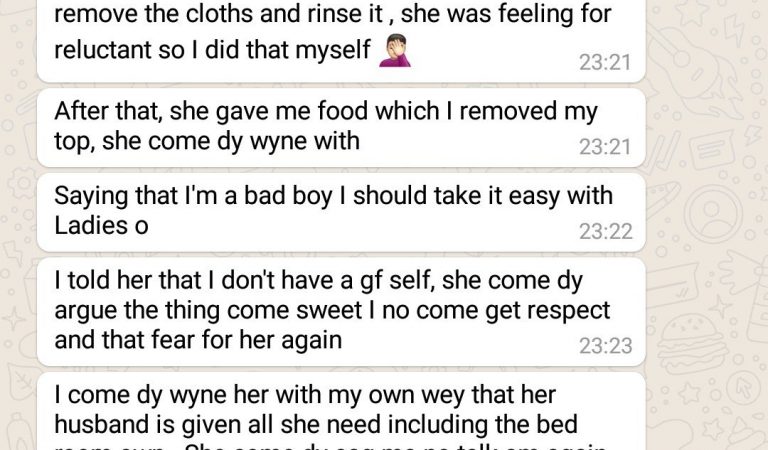 remove the cloths and rinse it , she was feeling for
reluctant so I did that myself 🤦🏻‍♂️
23:21
After that, she gave me food which I removed my
top, she come dy wyne with
23:21
Saying that I'm a bad boy I should take it easy with
Ladies o
23:22
I told her that I don't have a gf self, she come dy
argue the thing come sweet I no come get respect
and that fear for her again
23:23
I come dy wyne her with my own wey that her
husband is given all she need including the bed